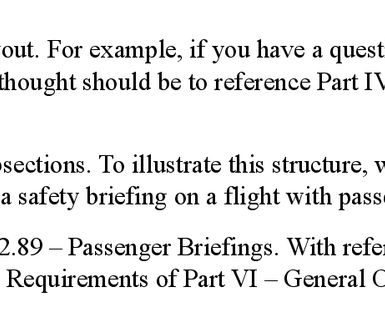 out. For example, if you have a quest
thought should be to reference Part IV
sections. To illustrate this structure, w
a safety briefing on a flight with passe
2.89 – Passenger Briefings. With refer
Requirements of Part VI – General O